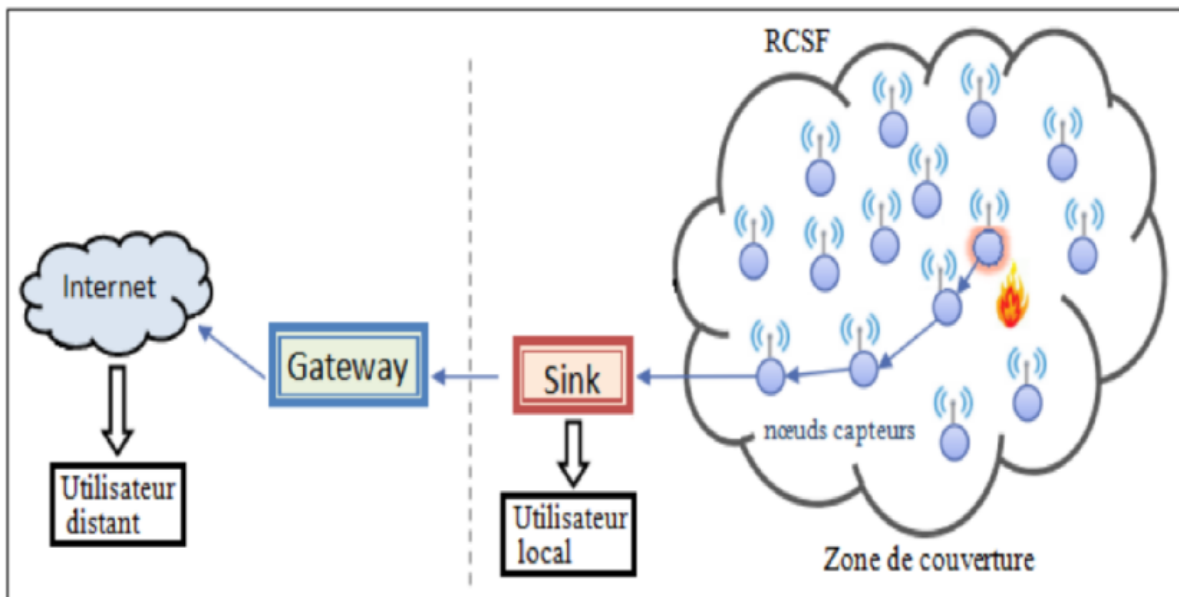 RCSF
Internet
Gateway
Sink
nœuds capteurs
Utilisateur
distant
Utilisateur
local
Zone de couverture